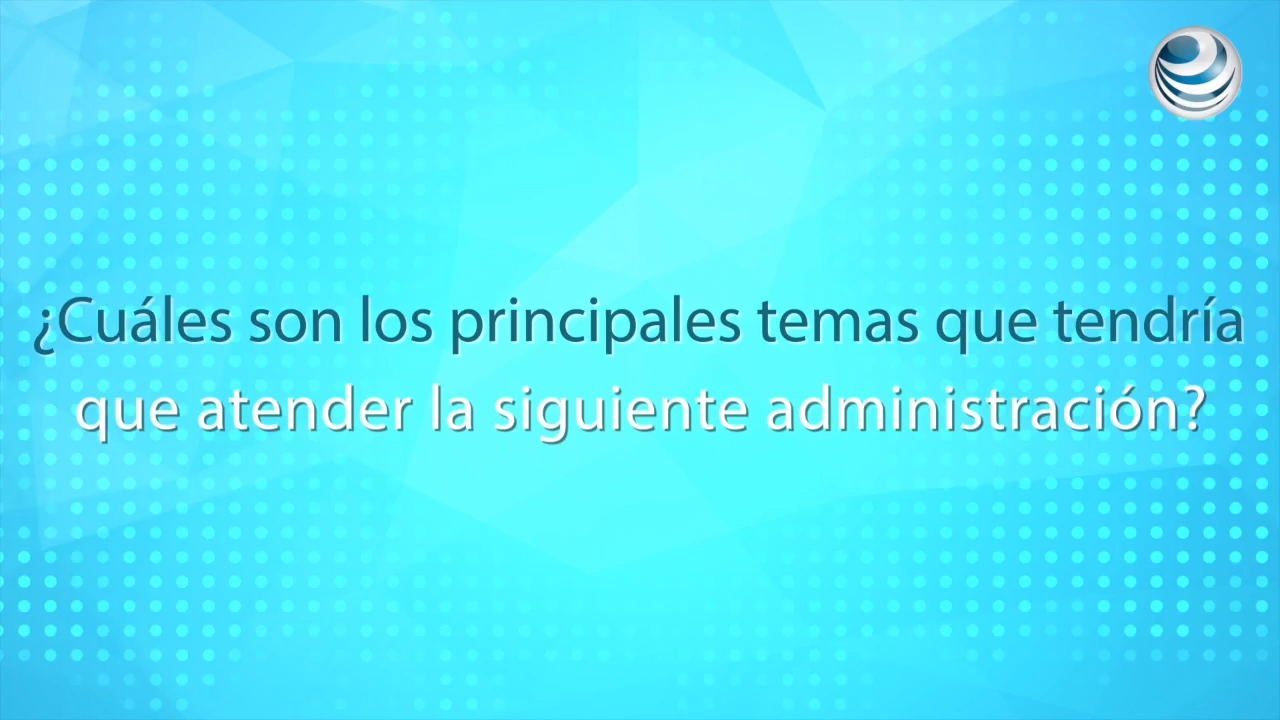 ¿Cuáles son los principales temas que tendría
que atender la siguiente administración?